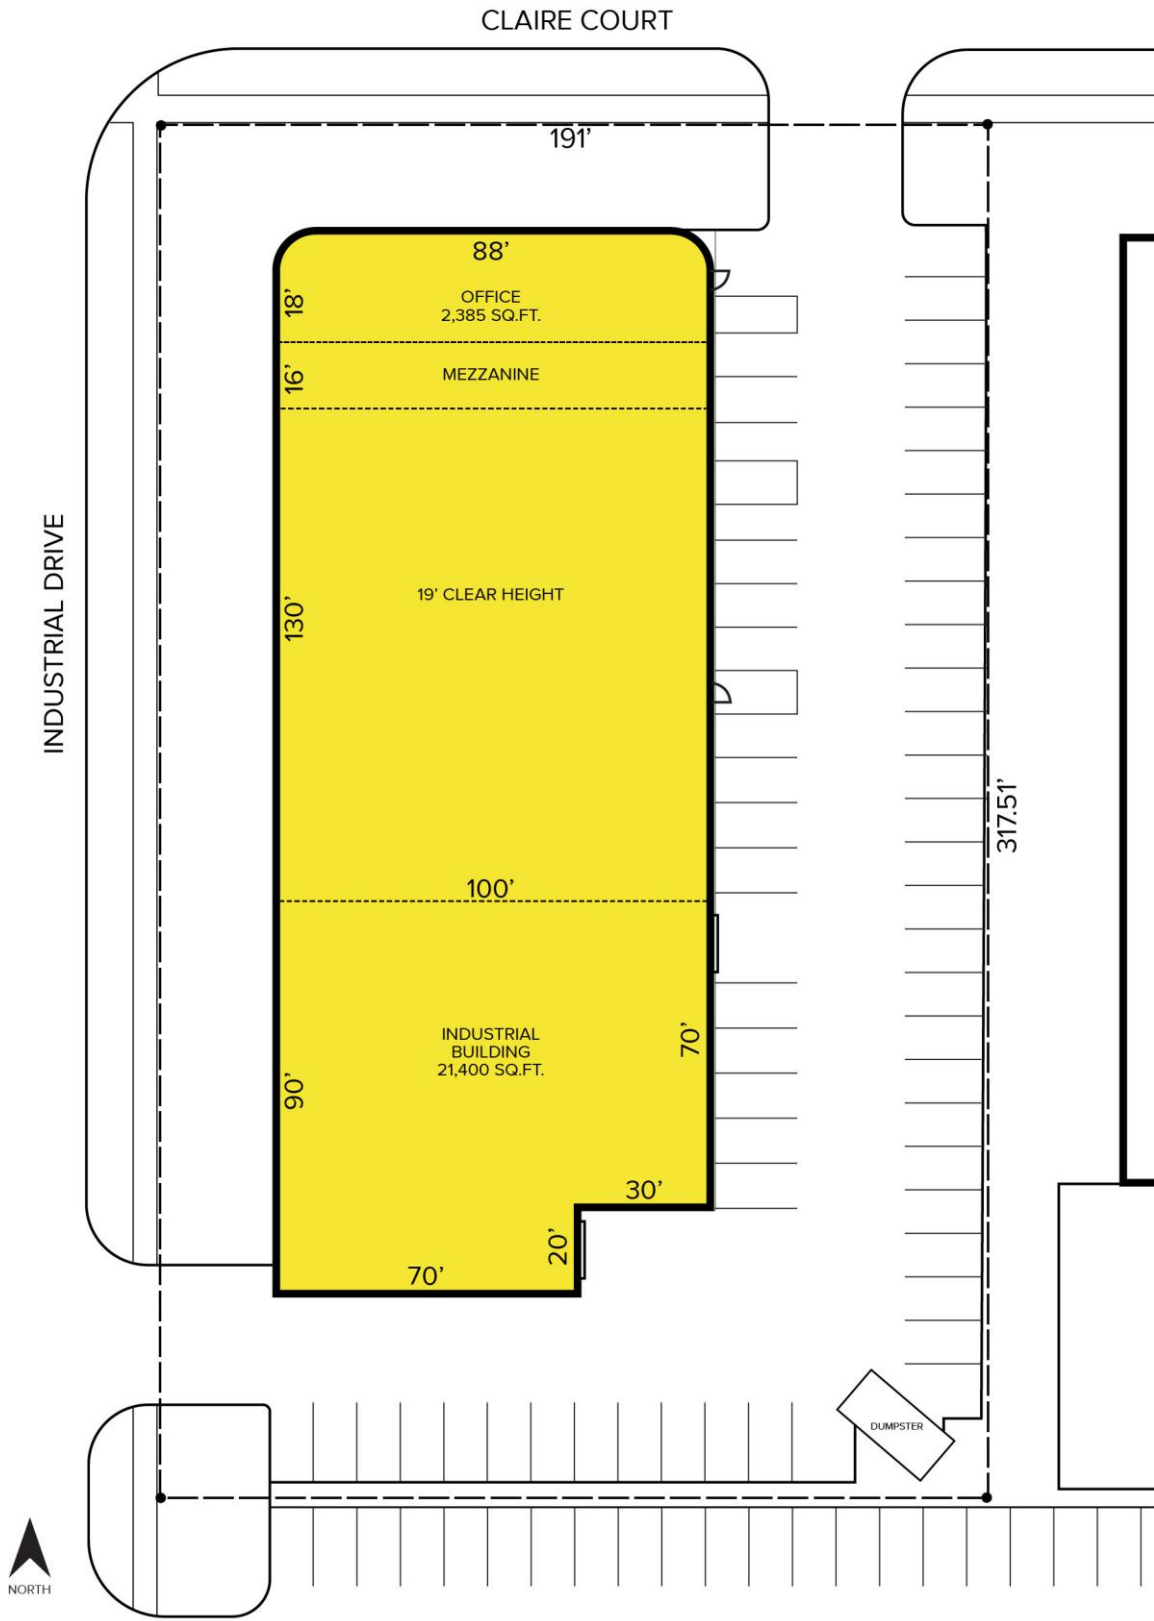 CLAIRE COURT
191’
88’
18’
OFFICE
2,385 SQ.FT.
16’
MEZZANINE
19’ CLEAR HEIGHT
INDUSTRIAL DRIVE
130’
317.51’
100’
INDUSTRIAL
BUILDING
21,400 SQ.FT.
70’
90’
30’
20’
70’
DUMPSTER
NORTH